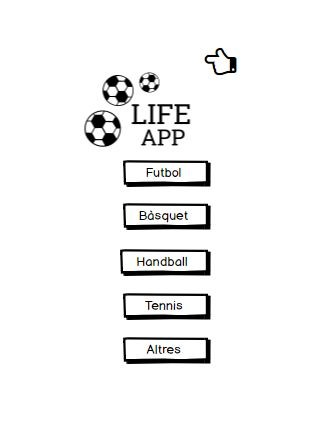 LIFE
APP
Futbol
Bàsquet
Handball
Tennis
Altres